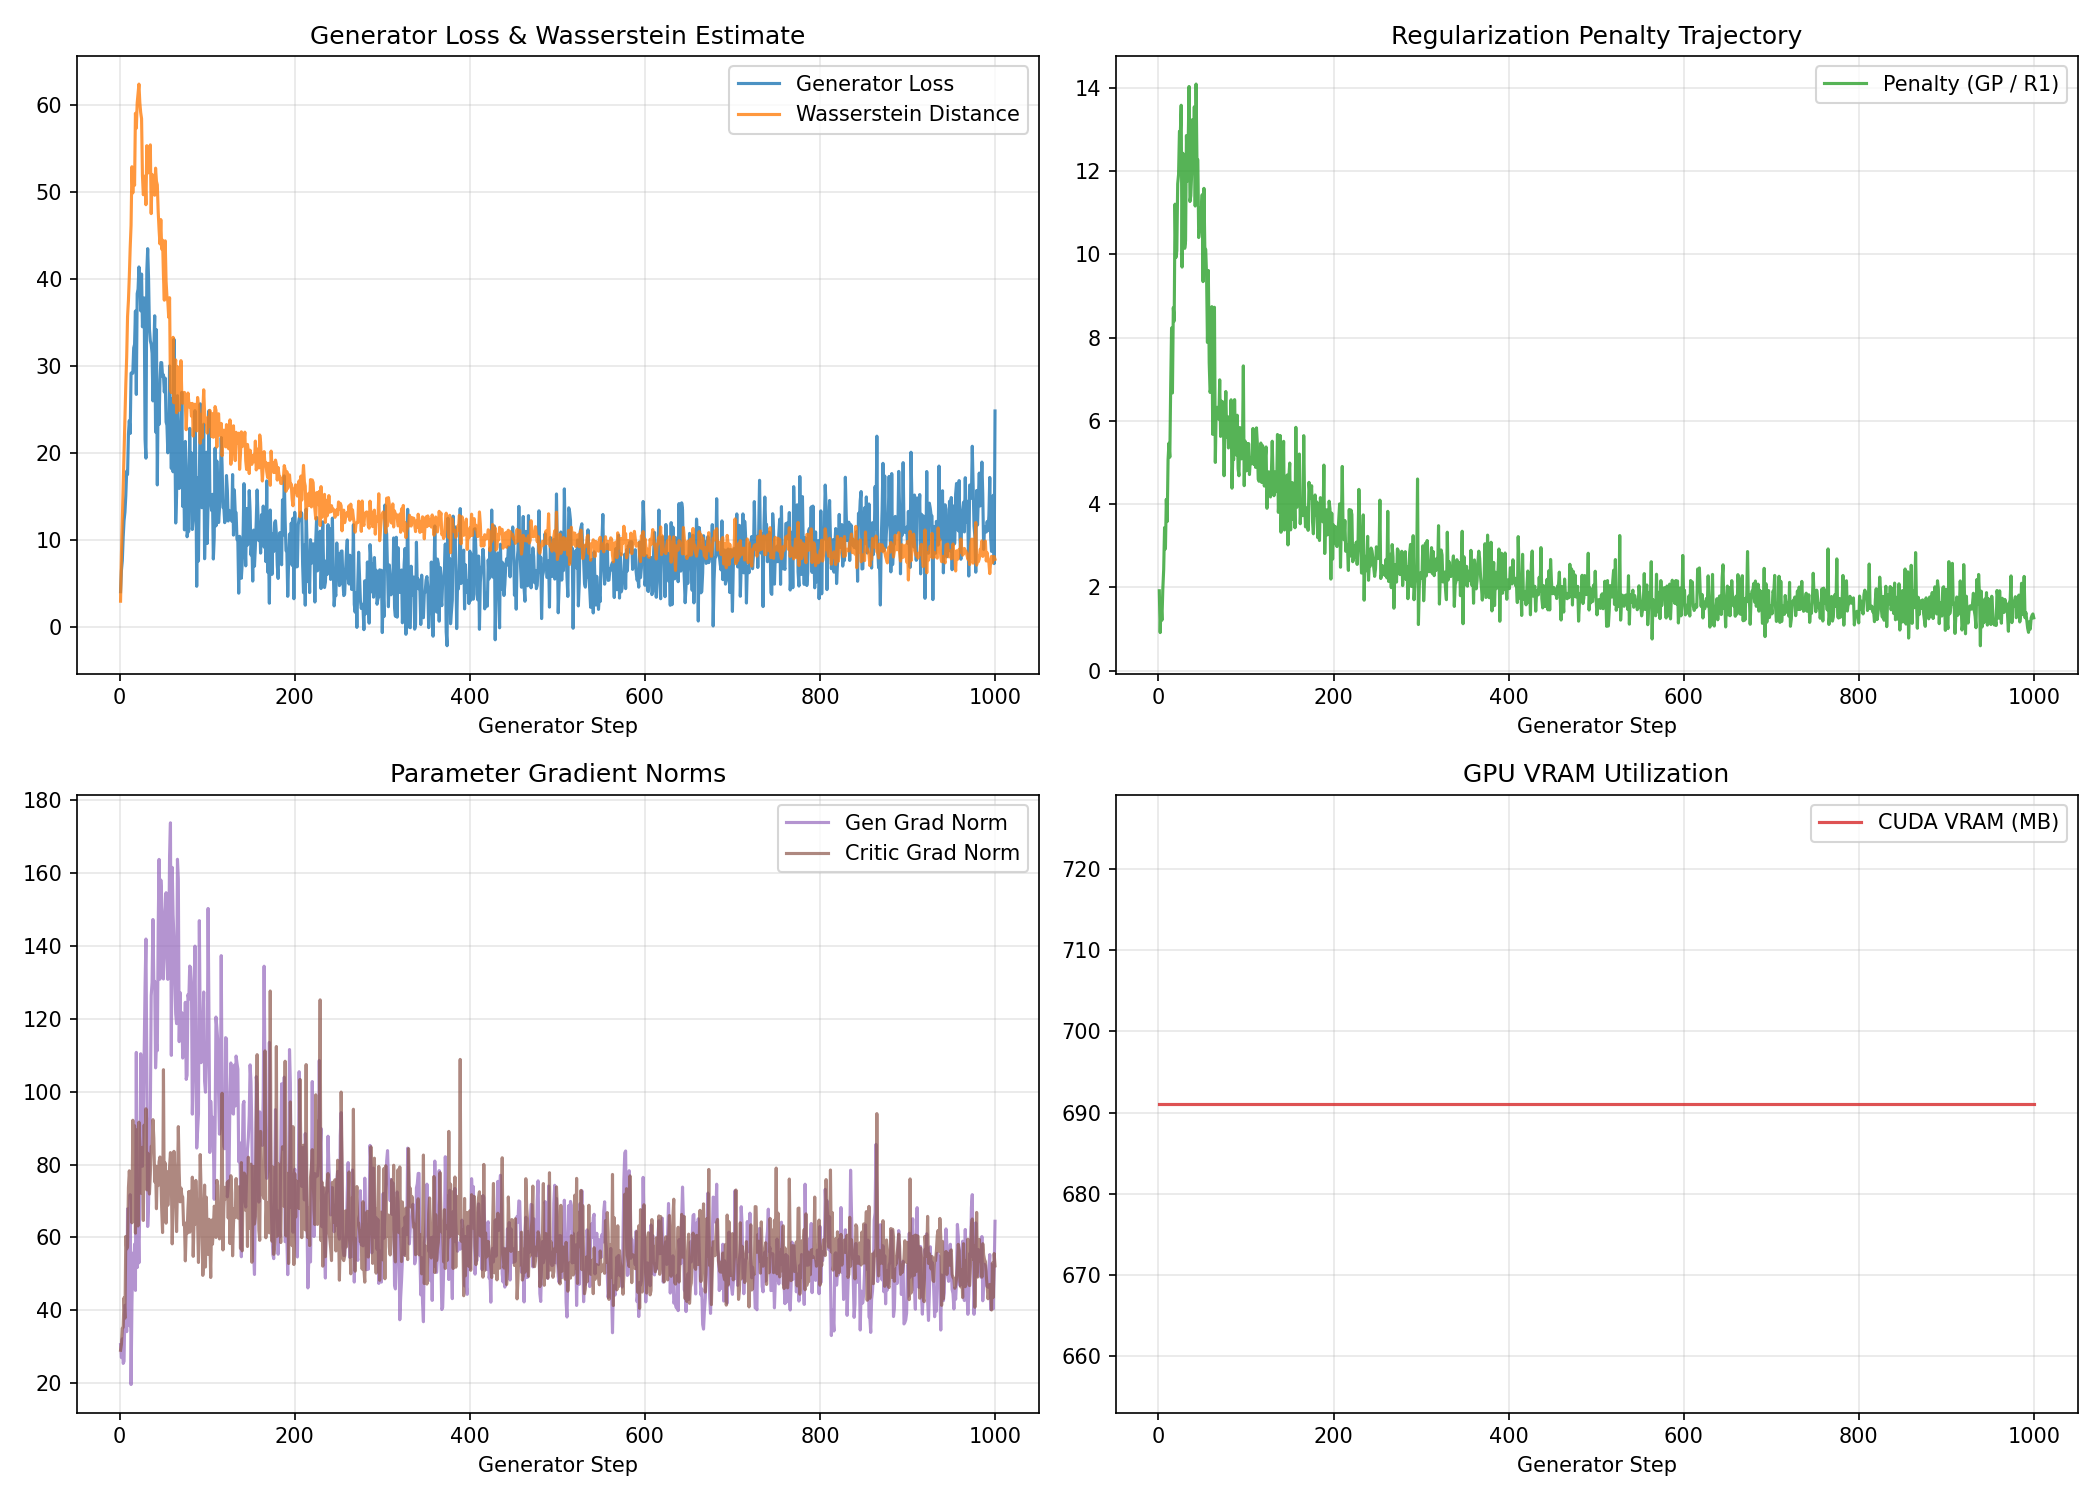 Generator Loss & Wasserstein Estimate
Generator Loss
Wasserstein Distance
60
50
40
30
20
10
0
0 200 400 600 800 1000
Generator Step
Regularization Penalty Trajectory
Penalty (GP / R1)
14
12
10
8
6
4
2
0
0 200 400 600 800 1000
Generator Step
Parameter Gradient Norms
Gen Grad Norm
Critic Grad Norm
180
160
140
120
100
80
60
40
20
0 200 400 600 800 1000
Generator Step
GPU VRAM Utilization
CUDA VRAM (MB)
720
710
700
690
680
670
660
0 200 400 600 800 1000
Generator Step